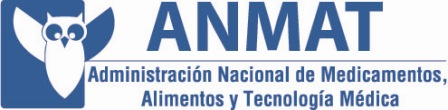 ANMAT
Administración Nacional de Medicamentos,
Alimentos y Tecnología Médica